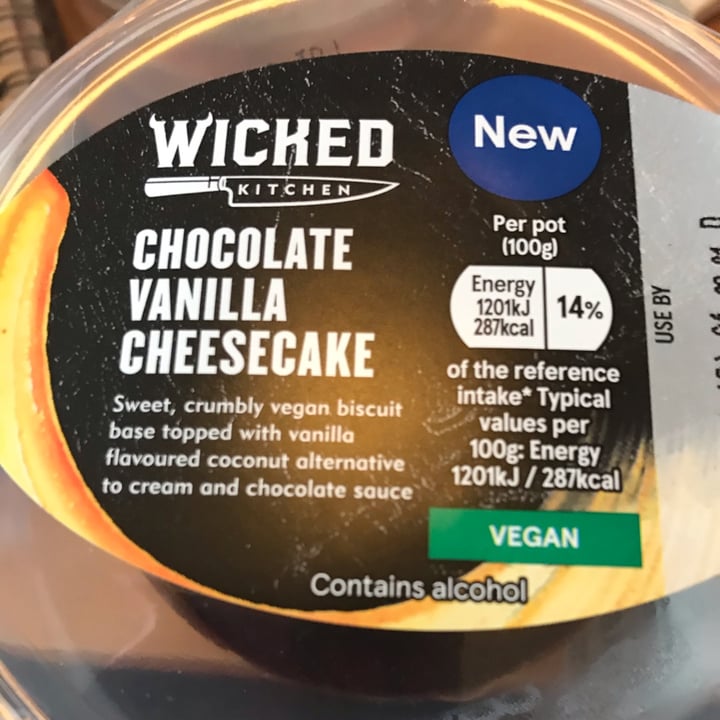 WICKED
KITCHEN
CHOCOLATE
VANILLA
CHEESECAKE
Sweet, crumbly vegan biscuit
base topped with vanilla
flavoured coconut alternative
to cream and chocolate sauce
New
Per pot
(100g)
Energy
1201kJ
287kcal
14%
of the reference
intake* Typical
values per
100g: Energy
1201kJ / 287kcal
VEGAN
Contains alcohol
USE BY